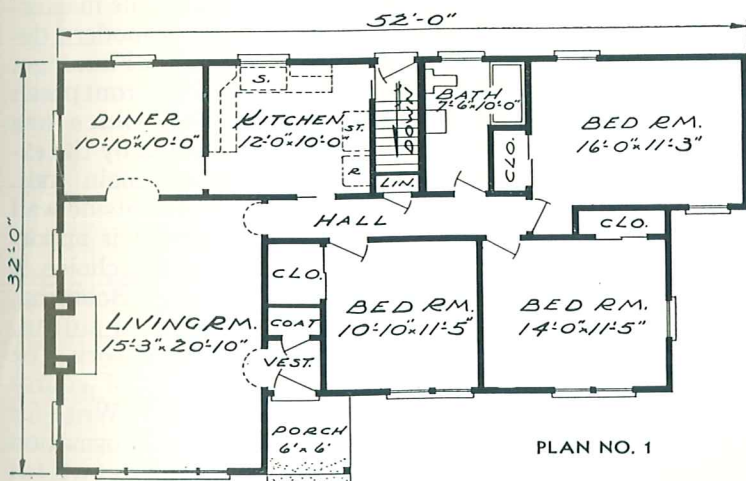 52'-0"
32'-0"
DINER
10'-10"x10'-0"
S.
KITCHEN
12'-0"x10'-0
ST.
R
DOWN
LIN.
BATH
7'-6"x10'-0"
CLO.
BED RM.
16'-0"x11'-3"
HALL
CLO.
LIVING RM.
15'-3"x20'-10"
CLO.
COAT
VEST.
BED RM.
10'-10"x11'-5"
BED RM.
14'-0"x11'-5"
PORCH
6'x6'
PLAN NO. 1